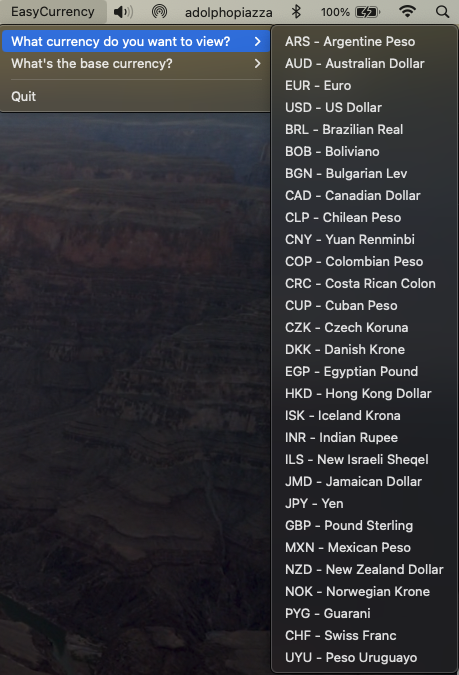 EasyCurrency adolphopiazza 100%
What currency do you want to view?
What's the base currency?
Quit
ARS - Argentine Peso
AUD - Australian Dollar
EUR - Euro
USD - US Dollar
BRL - Brazilian Real
BOB - Boliviano
BGN - Bulgarian Lev
CAD - Canadian Dollar
CLP - Chilean Peso
CNY - Yuan Renminbi
COP - Colombian Peso
CRC - Costa Rican Colon
CUP - Cuban Peso
CZK - Czech Koruna
DKK - Danish Krone
EGP - Egyptian Pound
HKD - Hong Kong Dollar
ISK - Iceland Krona
INR - Indian Rupee
ILS - New Israeli Sheqel
JMD - Jamaican Dollar
JPY - Yen
GBP - Pound Sterling
MXN - Mexican Peso
NZD - New Zealand Dollar
NOK - Norwegian Krone
PYG - Guarani
CHF - Swiss Franc
UYU - Peso Uruguayo